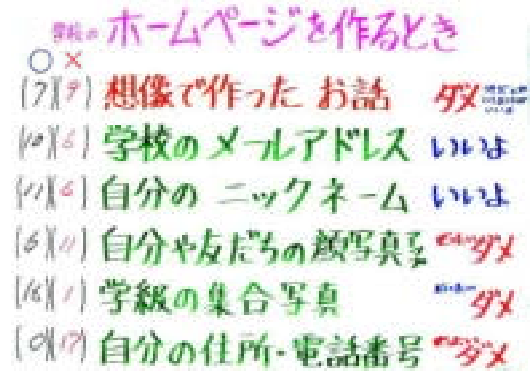 学校の ホームページを作るとき
○ ×
(7)(9) 想像で作った お話 ダメ
(10)(6) 学校の メールアドレス いいよ
(11)(6) 自分の ニックネーム いいよ
(6)(11) 自分や友だちの顔写真 ダメ
(16)(1) 学級の集合写真 ダメ
(0)(17) 自分の住所・電話番号 ダメ